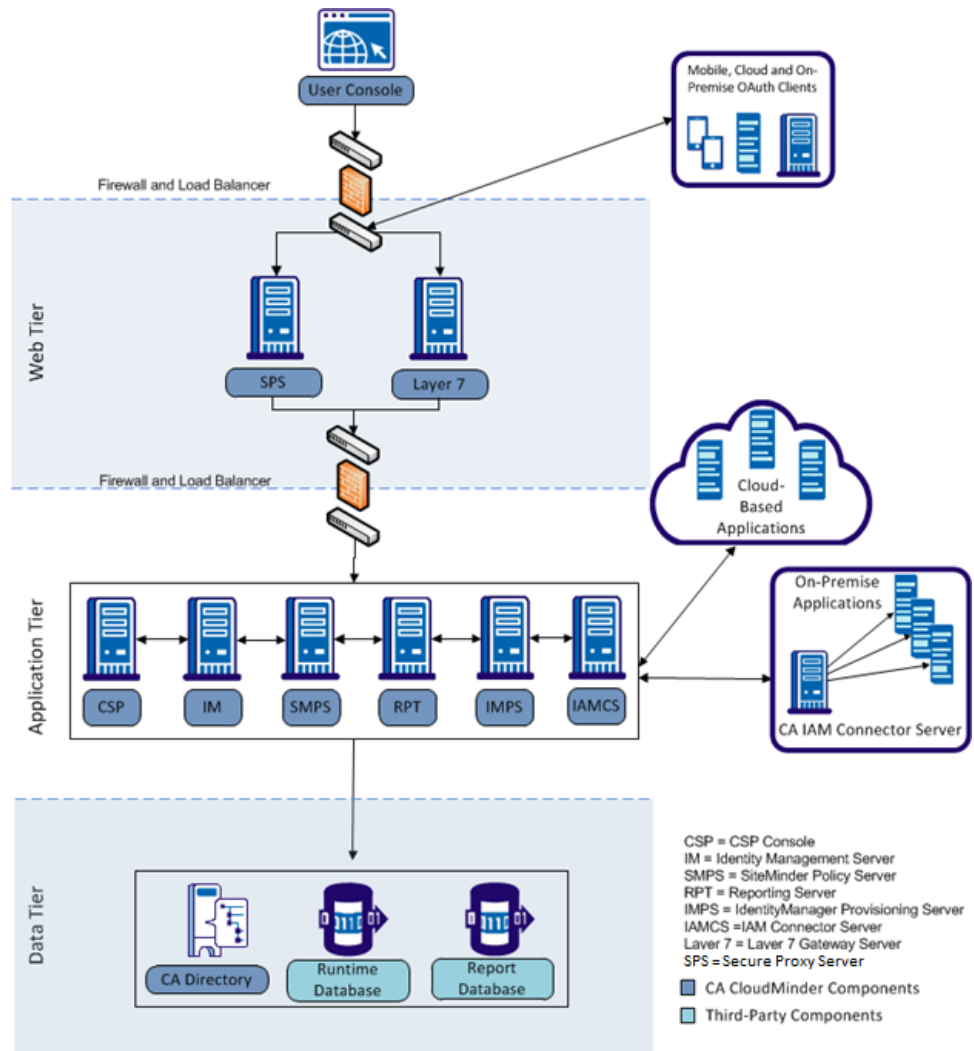 User Console
Mobile, Cloud and On-
Premise OAuth Clients
Firewall and Load Balancer
Web Tier
SPS
Layer 7
Firewall and Load Balancer
Cloud-
Based
Applications
Application Tier
CSP
IM
SMPS
RPT
IMPS
IAMCS
On-Premise
Applications
CA IAM Connector Server
Data Tier
CA Directory
Runtime
Database
Report
Database
CSP = CSP Console
IM = Identity Management Server
SMPS = SiteMinder Policy Server
RPT = Reporting Server
IMPS = IdentityManager Provisioning Server
IAMCS =IAM Connector Server
Layer 7 = Layer 7 Gateway Server
SPS = Secure Proxy Server
CA CloudMinder Components
Third-Party Components